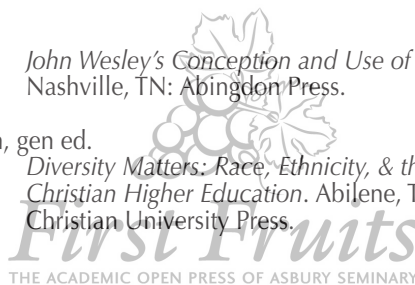 John Wesley’s Conception and Use of
Nashville, TN: Abingdon Press.
, gen ed.
Diversity Matters: Race, Ethnicity, & th
Christian Higher Education. Abilene, T
Christian University Press.
First Fruits
THE ACADEMIC OPEN PRESS OF ASBURY SEMINARY